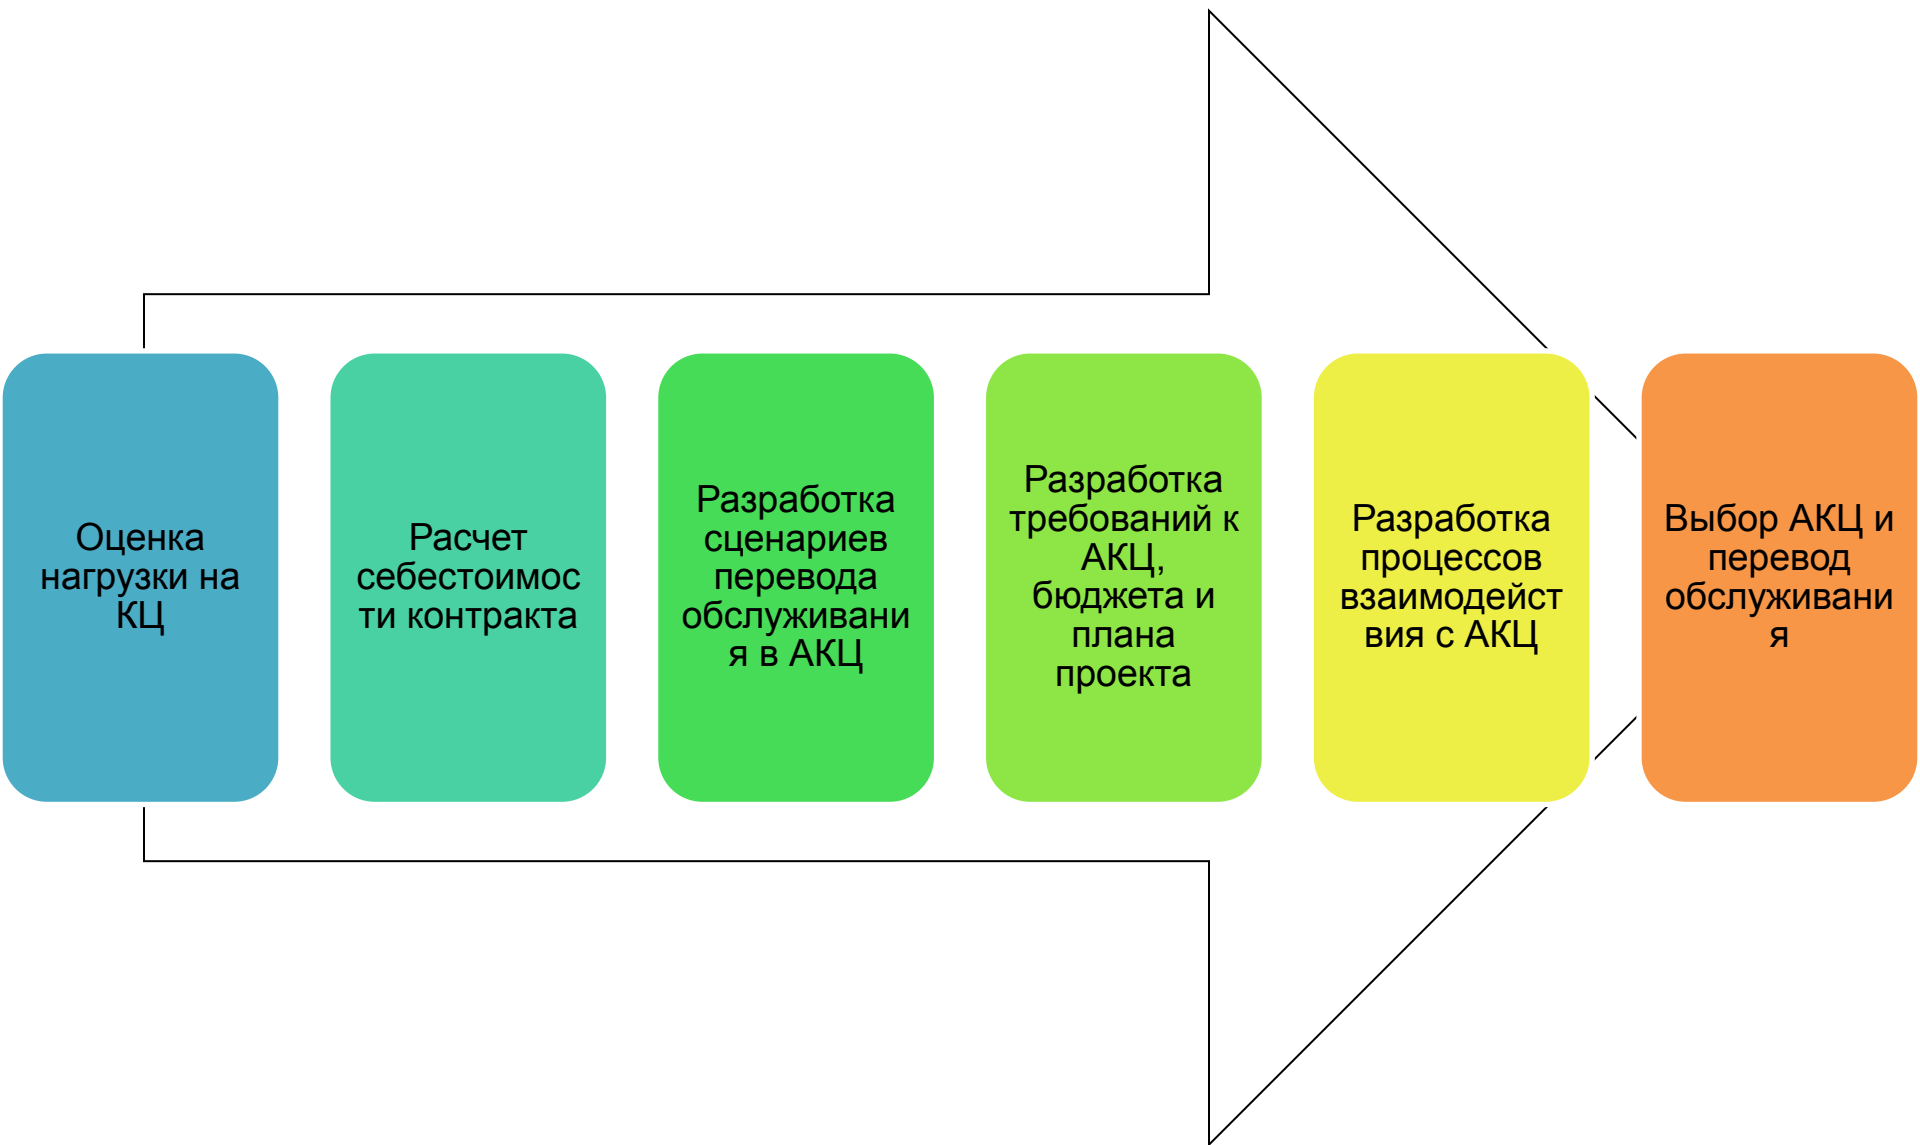 Оценка
нагрузки на
КЦ
Расчет
себестоимос
ти контракта
Разработка
сценариев
перевода
обслуживани
я в АКЦ
Разработка
требований к
АКЦ,
бюджета и
плана
проекта
Разработка
процессов
взаимодейст
вия с АКЦ
Выбор АКЦ и
перевод
обслуживани
я